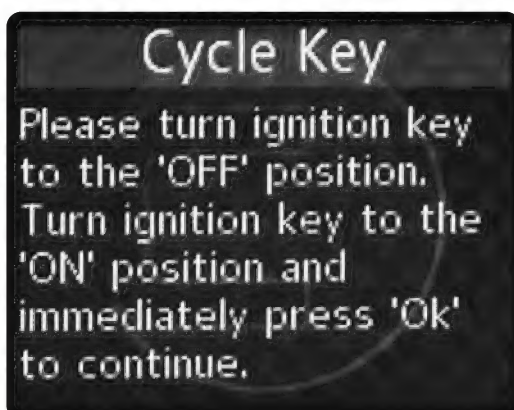 Cycle Key
Please turn ignition key
to the 'OFF' position.
Turn ignition key to the
'ON' position and
immediately press 'Ok'
to continue.